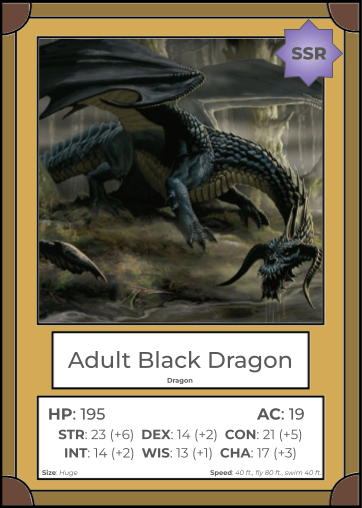 SSR
Adult Black Dragon
Dragon
HP: 195 AC: 19
STR: 23 (+6) DEX: 14 (+2) CON: 21 (+5)
INT: 14 (+2) WIS: 13 (+1) CHA: 17 (+3)
Size: Huge Speed: 40 ft., fly 80 ft., swim 40 ft.